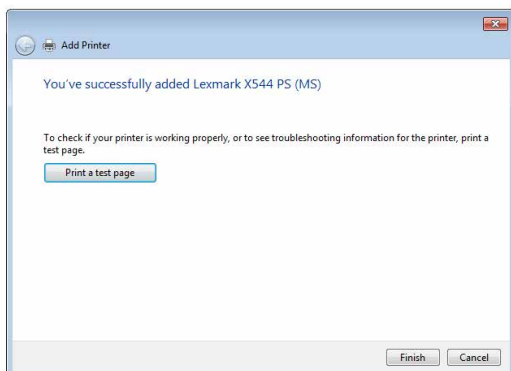 Add Printer
You've successfully added Lexmark X544 PS (MS)
To check if your printer is working properly, or to see troubleshooting information for the printer, print a
test page.
Print a test page
Finish Cancel